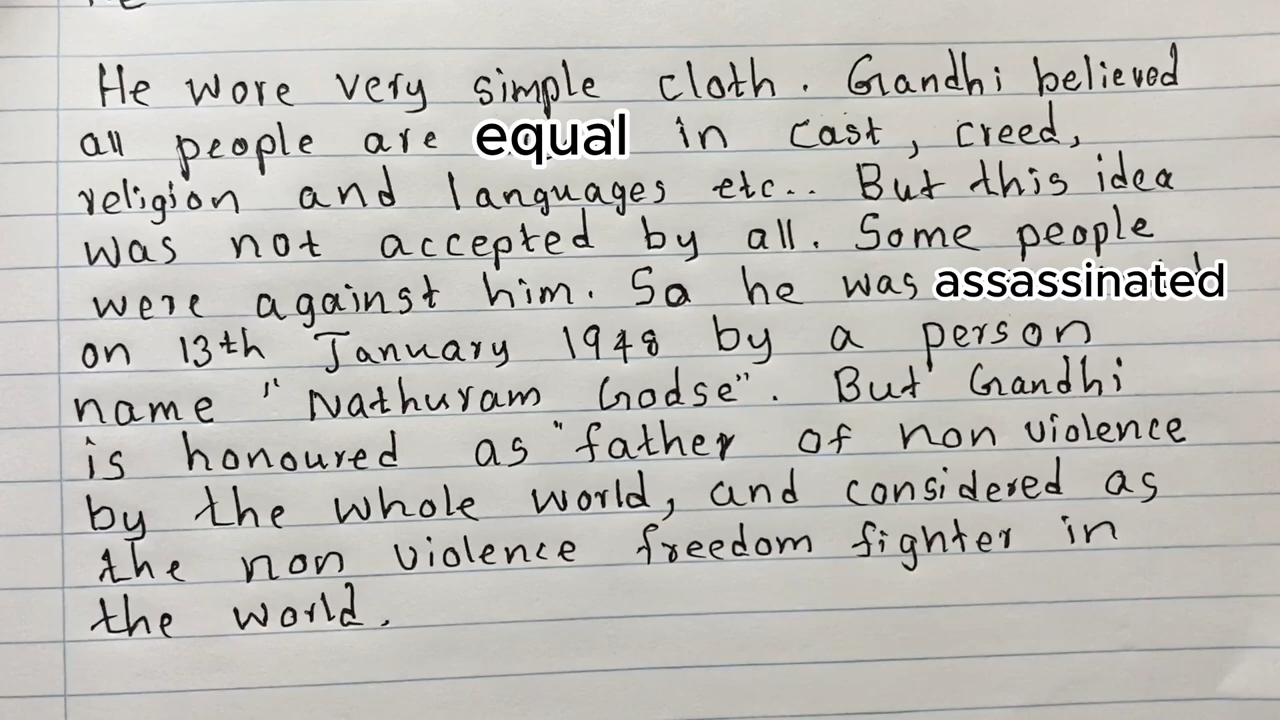 He wore very simple cloth. Gandhi believed
all people are equal in cast, creed,
religion and languages etc.. But this idea
was not accepted by all. Some people
were against him. So he was assassinated
on 13th January 1948 by a person
name "Nathuram Godse". But Gandhi
is honoured as "father of non violence
by the whole world, and considered as
the non violence freedom fighter in
the world.